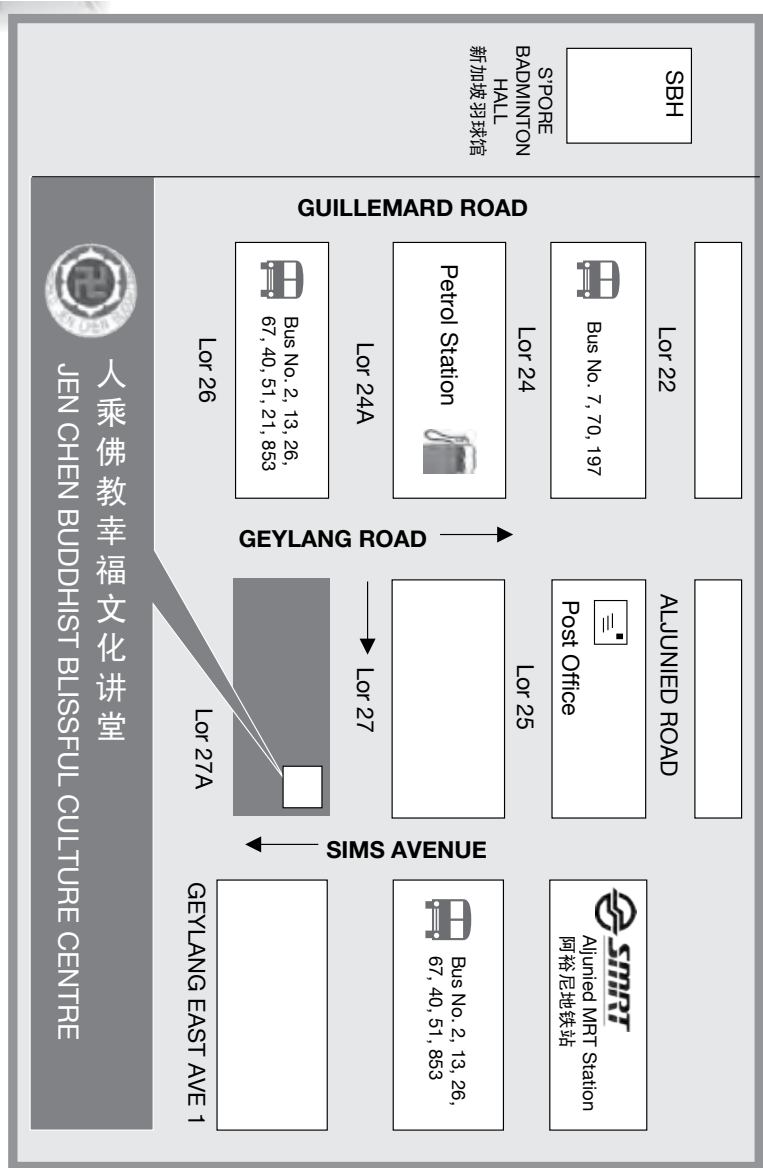 SBH
S'PORE
BADMINTON
HALL
新加坡羽球馆
GUILLEMARD ROAD
Lor 22
Bus No. 7, 70, 197
Lor 24
Petrol Station
Lor 24A
Bus No. 2, 13, 26,
67, 40, 51, 21, 853
Lor 26
GEYLANG ROAD
ALJUNIED ROAD
Post Office
Lor 25
Lor 27
Lor 27A
SIMS AVENUE
SMRT
Aljunied MRT Station
阿裕尼地铁站
Bus No. 2, 13, 26,
67, 40, 51, 853
GEYLANG EAST AVE 1
人乘佛教幸福文化讲堂
JEN CHEN BUDDHIST BLISSFUL CULTURE CENTRE